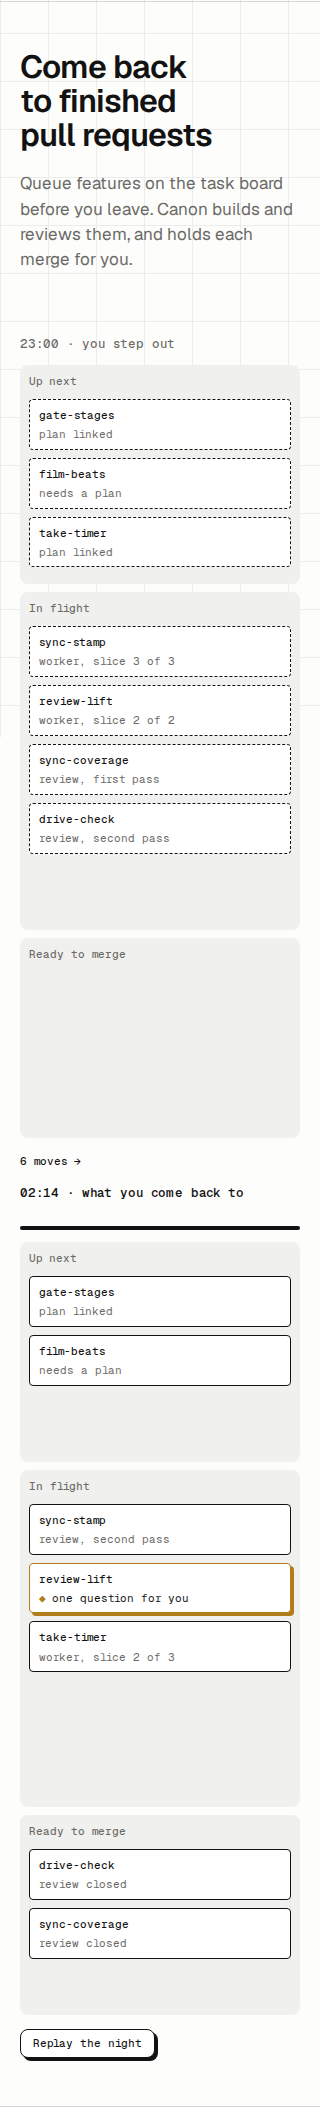 Come back
to finished
pull requests
Queue features on the task board
before you leave. Canon builds and
reviews them, and holds each
merge for you.
23:00 · you step out
Up next
gate-stages
plan linked
film-beats
needs a plan
take-timer
plan linked
In flight
sync-stamp
worker, slice 3 of 3
review-lift
worker, slice 2 of 2
sync-coverage
review, first pass
drive-check
review, second pass
Ready to merge
6 moves →
02:14 · what you come back to
Up next
gate-stages
plan linked
film-beats
needs a plan
In flight
sync-stamp
review, second pass
review-lift
◆ one question for you
take-timer
worker, slice 2 of 3
Ready to merge
drive-check
review closed
sync-coverage
review closed
Replay the night